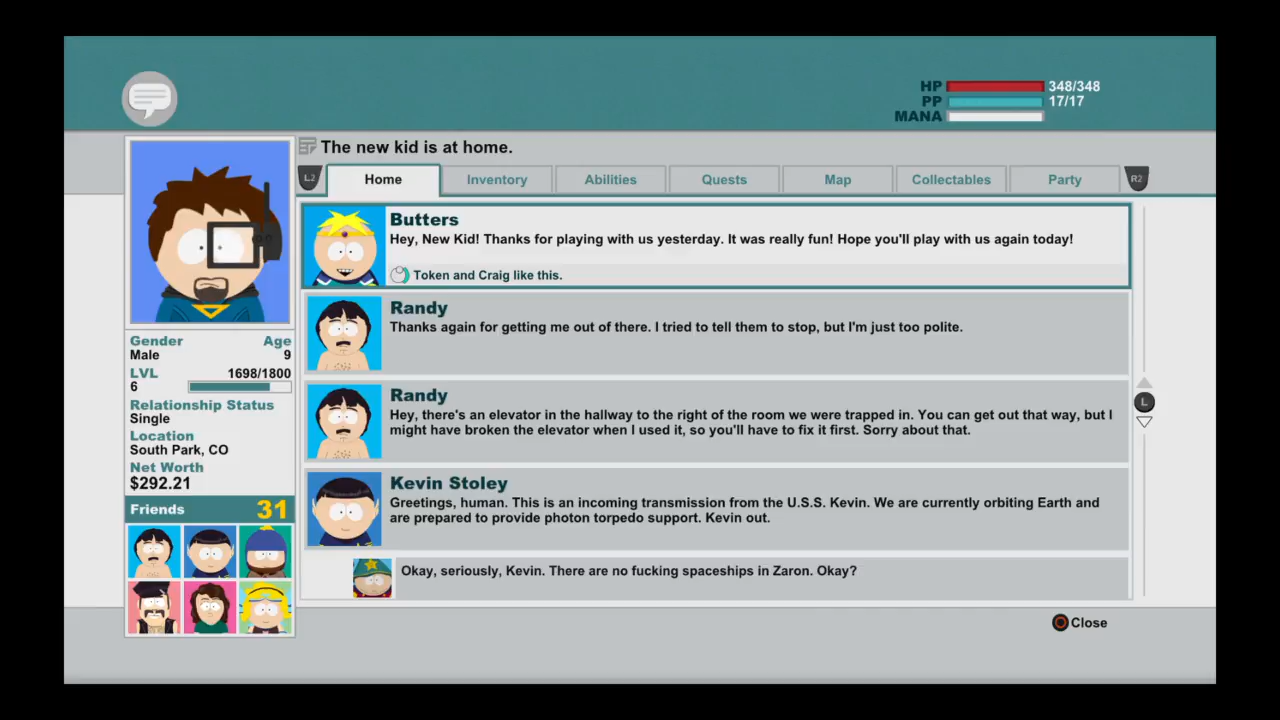 HP 348/348
PP 17/17
MANA
The new kid is at home.
L2 Home Inventory Abilities Quests Map Collectables Party R2
Butters
Hey, New Kid! Thanks for playing with us yesterday. It was really fun! Hope you'll play with us again today!
Token and Craig like this.
Randy
Thanks again for getting me out of there. I tried to tell them to stop, but I'm just too polite.
Randy
Hey, there's an elevator in the hallway to the right of the room we were trapped in. You can get out that way, but I
might have broken the elevator when I used it, so you'll have to fix it first. Sorry about that.
Kevin Stoley
Greetings, human. This is an incoming transmission from the U.S.S. Kevin. We are currently orbiting Earth and
are prepared to provide photon torpedo support. Kevin out.
Okay, seriously, Kevin. There are no fucking spaceships in Zaron. Okay?
Gender Age
Male 9
LVL 1698/1800
6
Relationship Status
Single
Location
South Park, CO
Net Worth
$292.21
Friends 31
L
Close